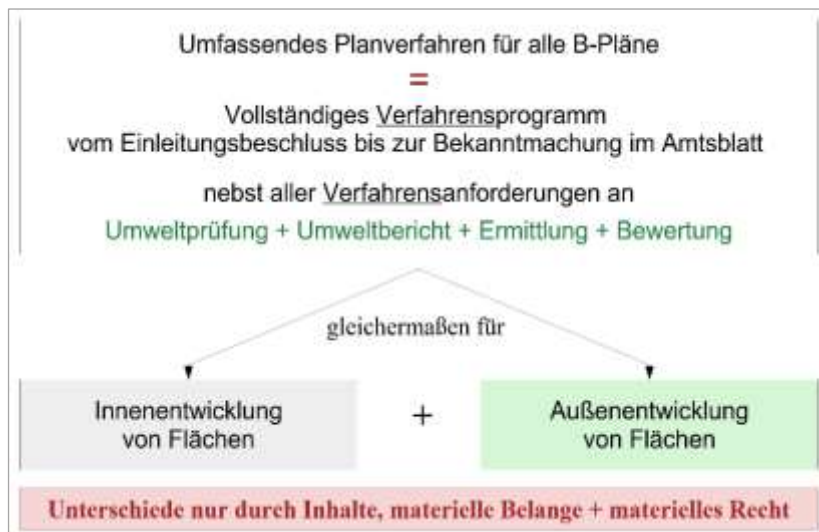 Umfassendes Planverfahren für alle B-Pläne
=
Vollständiges Verfahrensprogramm
vom Einleitungsbeschluss bis zur Bekanntmachung im Amtsblatt
nebst aller Verfahrensanforderungen an
Umweltprüfung + Umweltbericht + Ermittlung + Bewertung
gleichermaßen für
Innenentwicklung
von Flächen
+
Außenentwicklung
von Flächen
Unterschiede nur durch Inhalte, materielle Belange + materielles Recht